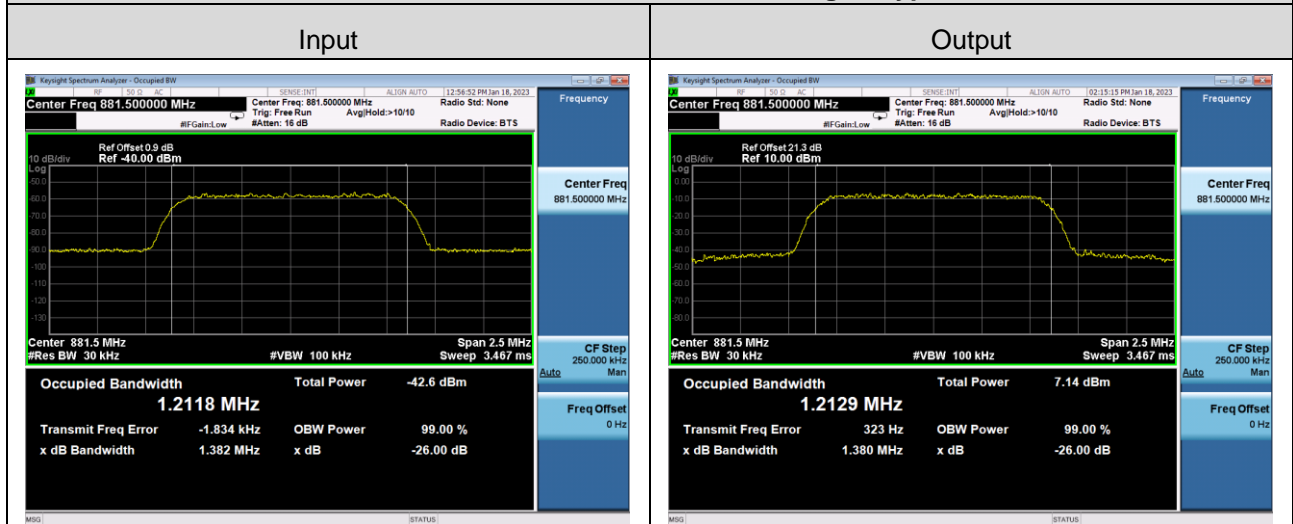 Input
Output
Keysight Spectrum Analyzer - Occupied BW
RF 50 Ω AC SENSE:INT ALIGN AUTO 12:56:52 PM Jan 18, 2023
Center Freq 881.500000 MHz
Center Freq: 881.500000 MHz
Radio Std: None
Trig: Free Run Avg|Hold:>10/10
#IFGain:Low #Atten: 16 dB
Radio Device: BTS
Frequency
Ref Offset 0.9 dB
10 dB/div Ref -40.00 dBm
Log
-50.0
-60.0
-70.0
-80.0
-90.0
-100
-110
-120
-130
Center Freq
881.500000 MHz
Center 881.5 MHz Span 2.5 MHz
#Res BW 30 kHz #VBW 100 kHz Sweep 3.467 ms
CF Step
250.000 kHz
Auto Man
Occupied Bandwidth Total Power -42.6 dBm
1.2118 MHz
Freq Offset
0 Hz
Transmit Freq Error -1.834 kHz OBW Power 99.00 %
x dB Bandwidth 1.382 MHz x dB -26.00 dB
MSG STATUS
Keysight Spectrum Analyzer - Occupied BW
RF 50 Ω AC SENSE:INT ALIGN AUTO 02:15:15 PM Jan 18, 2023
Center Freq 881.500000 MHz
Center Freq: 881.500000 MHz
Radio Std: None
Trig: Free Run Avg|Hold:>10/10
#IFGain:Low #Atten: 16 dB
Radio Device: BTS
Frequency
Ref Offset 21.3 dB
10 dB/div Ref 10.00 dBm
Log
0.00
-10.0
-20.0
-30.0
-40.0
-50.0
-60.0
-70.0
-80.0
Center Freq
881.500000 MHz
Center 881.5 MHz Span 2.5 MHz
#Res BW 30 kHz #VBW 100 kHz Sweep 3.467 ms
CF Step
250.000 kHz
Auto Man
Occupied Bandwidth Total Power 7.14 dBm
1.2129 MHz
Freq Offset
0 Hz
Transmit Freq Error 323 Hz OBW Power 99.00 %
x dB Bandwidth 1.380 MHz x dB -26.00 dB
MSG STATUS